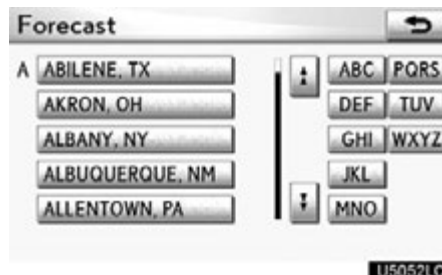 Forecast
A ABILENE, TX ABC PQRS
AKRON, OH DEF TUV
ALBANY, NY GHI WXYZ
ALBUQUERQUE, NM JKL
ALLENTOWN, PA MNO